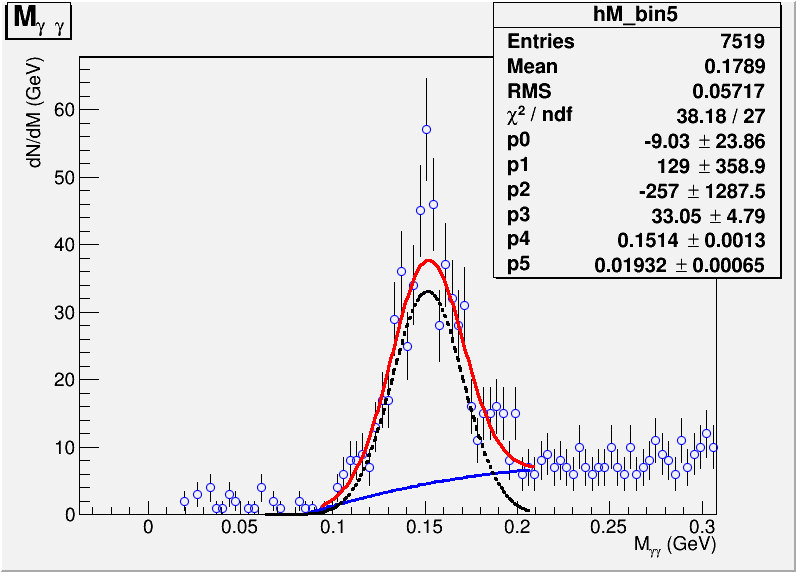 M γ γ
hM_bin5
Entries 7519
Mean 0.1789
RMS 0.05717
χ² / ndf 38.18 / 27
p0 -9.03 ± 23.86
p1 129 ± 358.9
p2 -257 ± 1287.5
p3 33.05 ± 4.79
p4 0.1514 ± 0.0013
p5 0.01932 ± 0.00065
dN/dM (GeV)
60
50
40
30
20
10
0
0 0.05 0.1 0.15 0.2 0.25 0.3
M γγ (GeV)